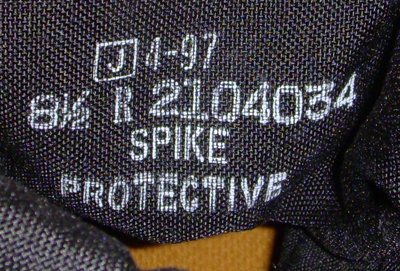 J 4-97
8½ R 2104034
SPIKE
PROTECTIVE